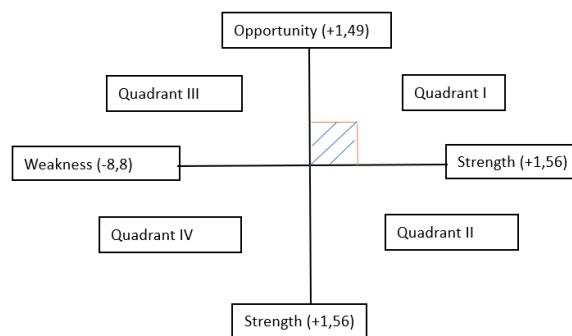 Opportunity (+1,49)
Quadrant III
Quadrant I
Weakness (-8,8)
Strength (+1,56)
Quadrant IV
Quadrant II
Strength (+1,56)